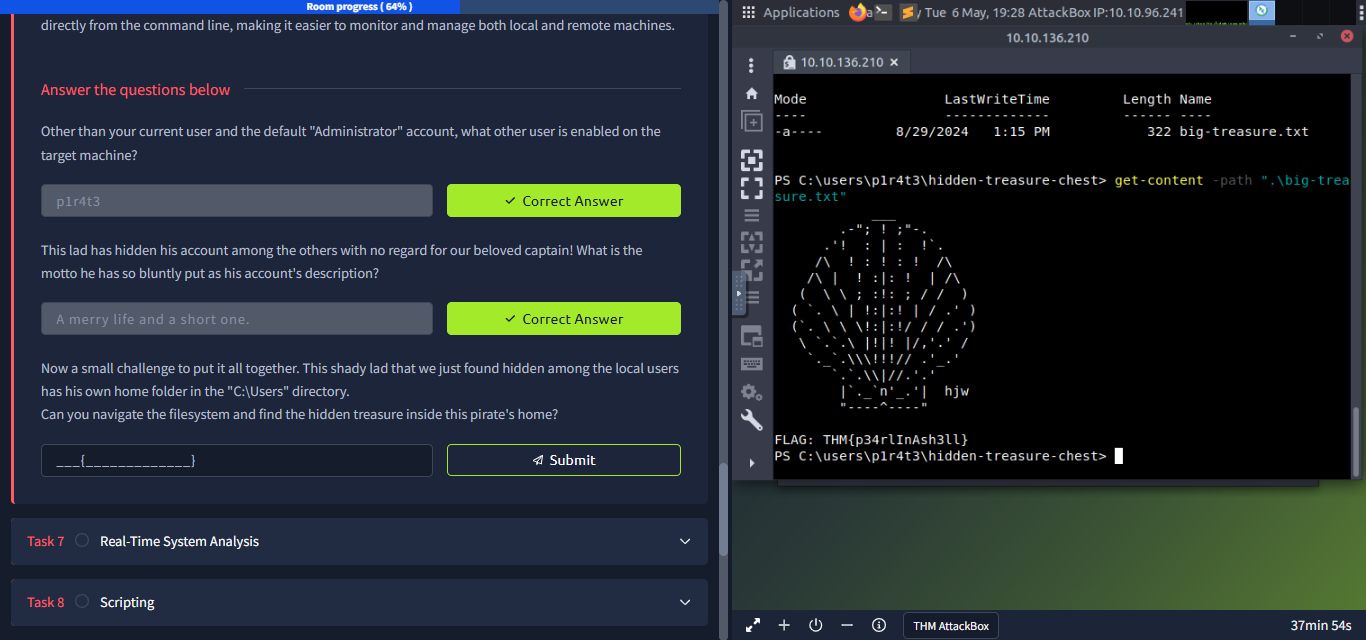 Room progress ( 64% )
directly from the command line, making it easier to monitor and manage both local and remote machines.
Answer the questions below
Other than your current user and the default "Administrator" account, what other user is enabled on the
target machine?
p1r4t3
✓ Correct Answer
This lad has hidden his account among the others with no regard for our beloved captain! What is the
motto he has so bluntly put as his account's description?
A merry life and a short one.
✓ Correct Answer
Now a small challenge to put it all together. This shady lad that we just found hidden among the local users
has his own home folder in the "C:\Users" directory.
Can you navigate the filesystem and find the hidden treasure inside this pirate's home?
___{_____________}
Submit
Task 7 Real-Time System Analysis
Task 8 Scripting
Applications Tue 6 May, 19:28 AttackBox IP:10.10.96.241
10.10.136.210
10.10.136.210 ×
Mode LastWriteTime Length Name
---- ------------- ------ ----
-a---- 8/29/2024 1:15 PM 322 big-treasure.txt
PS C:\users\p1r4t3\hidden-treasure-chest> get-content -path ".\big-trea
sure.txt"
hjw
FLAG: THM{p34rlInAsh3ll}
PS C:\users\p1r4t3\hidden-treasure-chest>
THM AttackBox
37min 54s